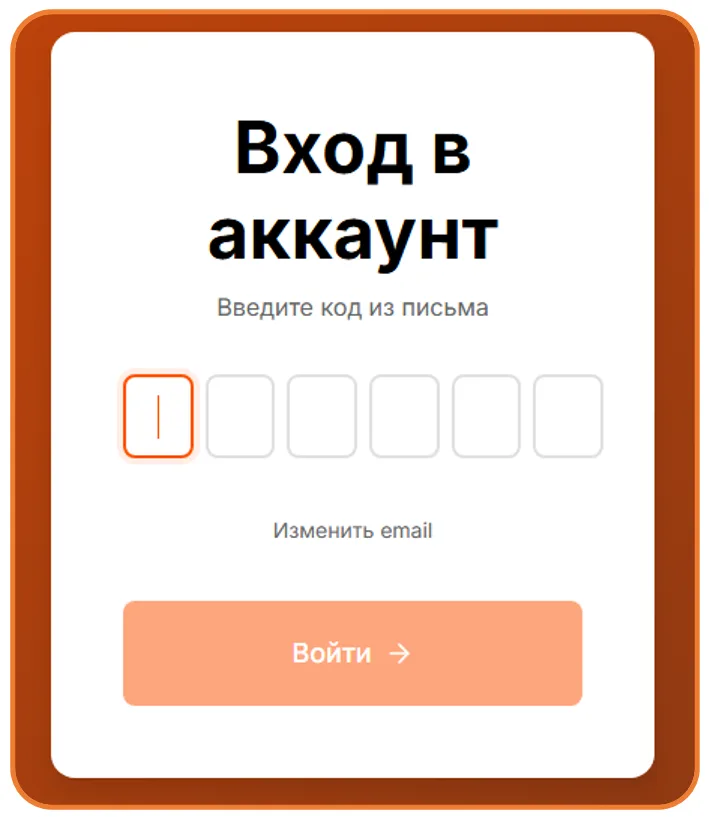 Вход в
аккаунт
Введите код из письма
Изменить email
Войти →